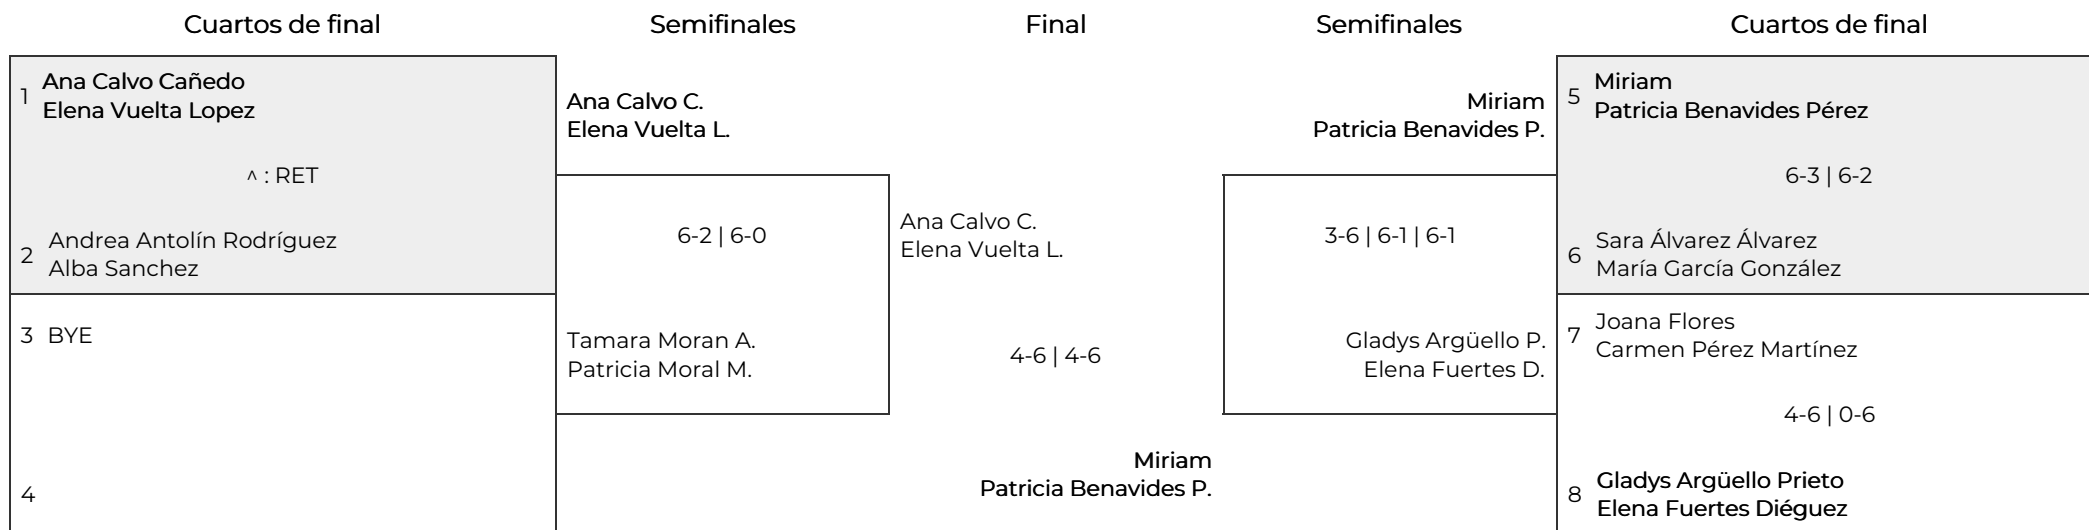 Cuartos de final
Semifinales
Final
Semifinales
Cuartos de final
1
Ana Calvo Cañedo
Elena Vuelta Lopez
^ : RET
2
Andrea Antolín Rodríguez
Alba Sanchez
3 BYE
4
Ana Calvo C.
Elena Vuelta L.
6-2 | 6-0
Tamara Moran A.
Patricia Moral M.
Ana Calvo C.
Elena Vuelta L.
4-6 | 4-6
Miriam
Patricia Benavides P.
Miriam
Patricia Benavides P.
3-6 | 6-1 | 6-1
Gladys Argüello P.
Elena Fuertes D.
5
Miriam
Patricia Benavides Pérez
6-3 | 6-2
6
Sara Álvarez Álvarez
María García González
7
Joana Flores
Carmen Pérez Martínez
4-6 | 0-6
8
Gladys Argüello Prieto
Elena Fuertes Diéguez